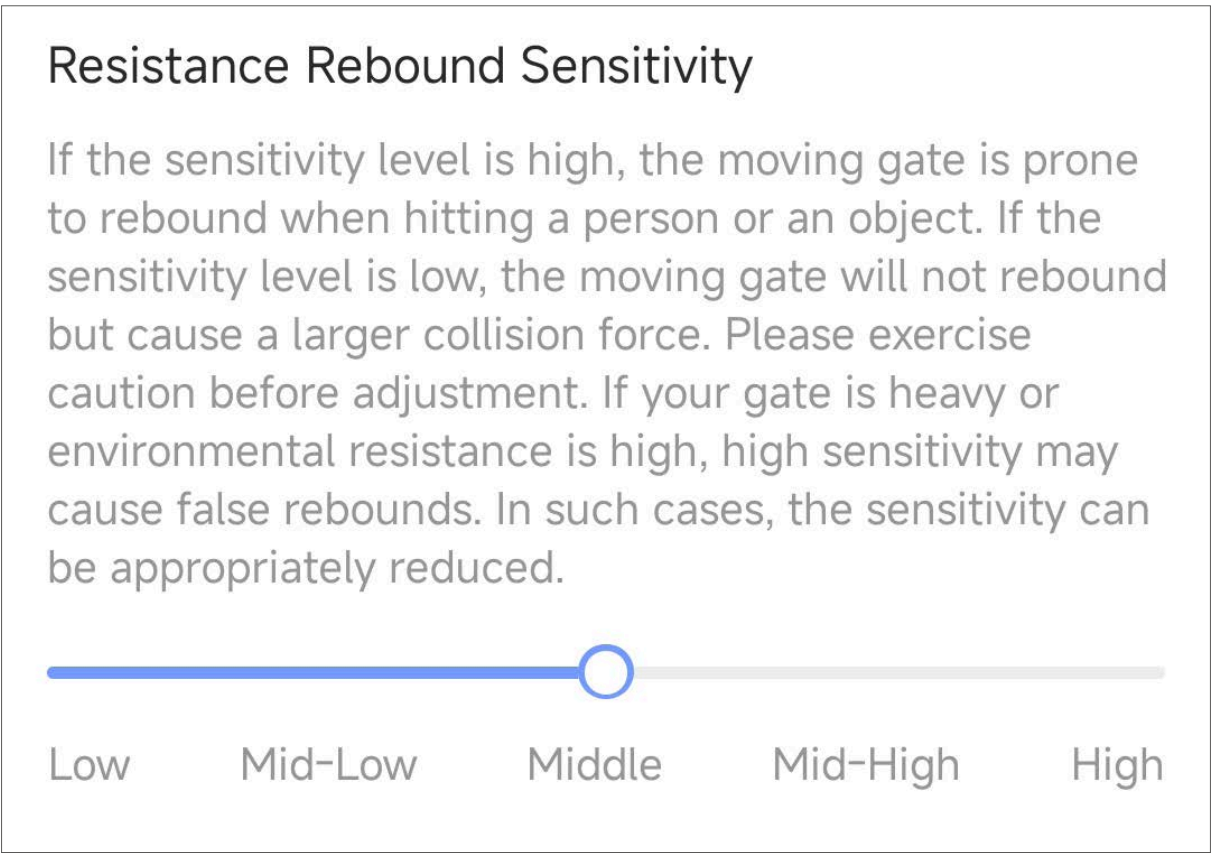 Resistance Rebound Sensitivity
If the sensitivity level is high, the moving gate is prone
to rebound when hitting a person or an object. If the
sensitivity level is low, the moving gate will not rebound
but cause a larger collision force. Please exercise
caution before adjustment. If your gate is heavy or
environmental resistance is high, high sensitivity may
cause false rebounds. In such cases, the sensitivity can
be appropriately reduced.
Low Mid-Low Middle Mid-High High